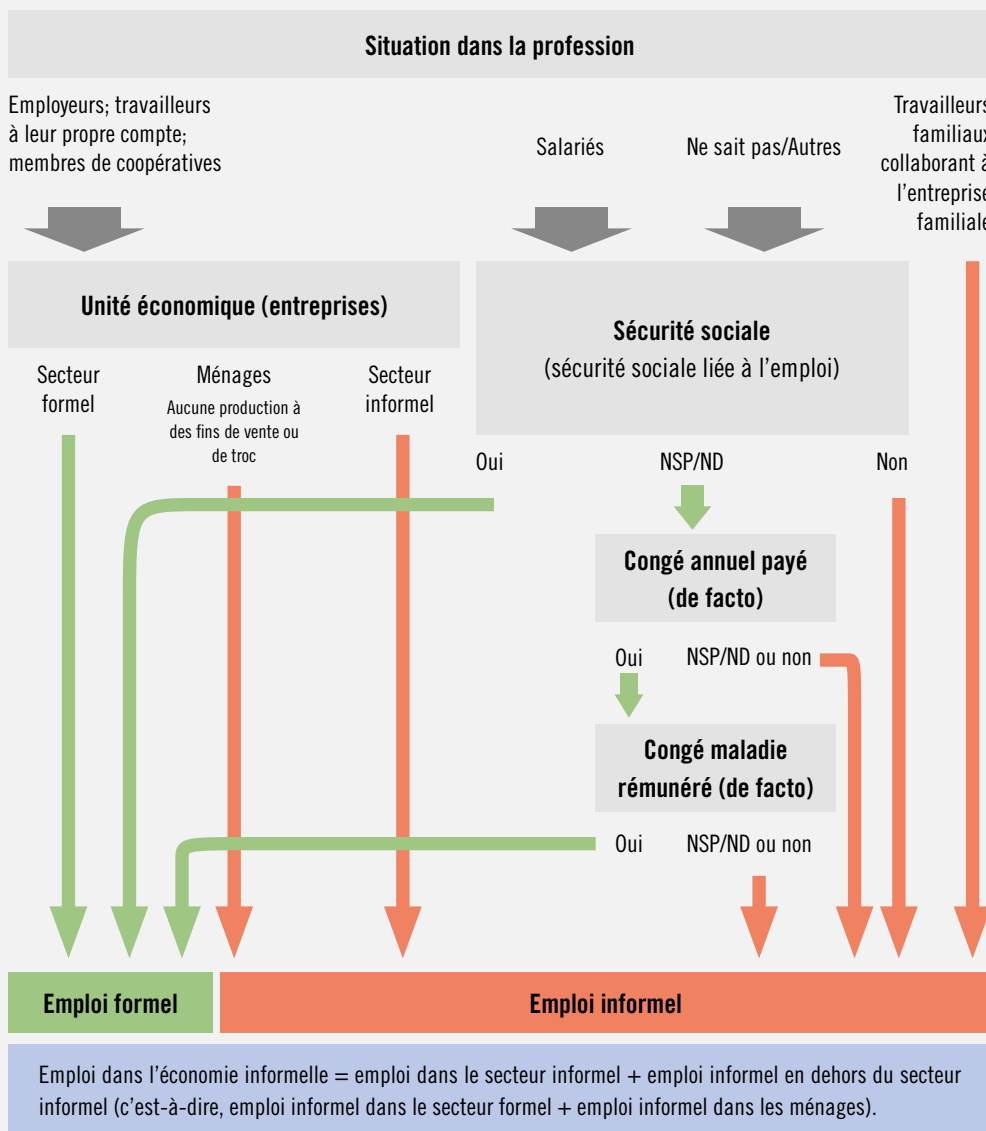 Situation dans la profession
Employeurs; travailleurs
à leur propre compte;
membres de coopératives
Salariés
Ne sait pas/Autres
Travailleurs
familiaux
collaborant à
l'entreprise
familiale
Unité économique (entreprises)
Secteur
formel
Ménages
Aucune production à
des fins de vente ou
de troc
Secteur
informel
Sécurité sociale
(sécurité sociale liée à l'emploi)
Oui
NSP/ND
Non
Congé annuel payé
(de facto)
Oui
NSP/ND ou non
Congé maladie
rémunéré (de facto)
Oui
NSP/ND ou non
Emploi formel
Emploi informel
Emploi dans l'économie informelle = emploi dans le secteur informel + emploi informel en dehors du secteur
informel (c'est-à-dire, emploi informel dans le secteur formel + emploi informel dans les ménages).